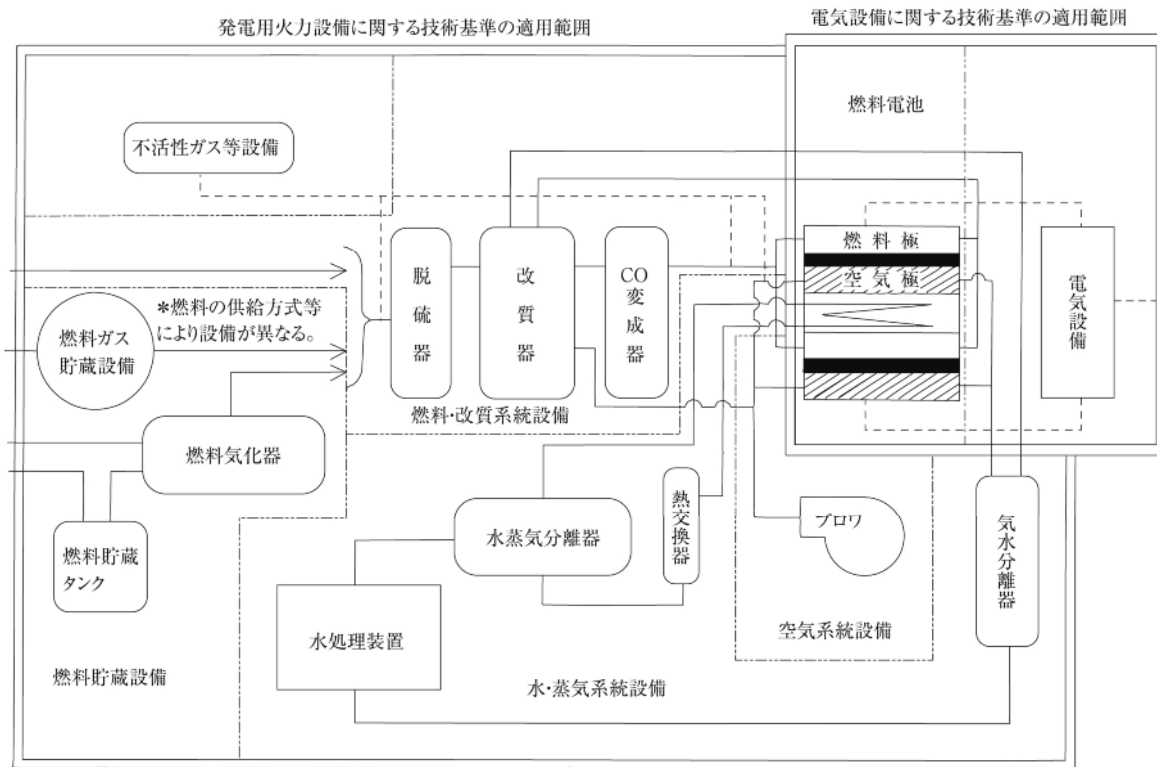 発電用火力設備に関する技術基準の適用範囲
電気設備に関する技術基準の適用範囲
燃料電池
不活性ガス等設備
燃料極
空気極
電気設備
脱硫器
改質器
CO変成器
*燃料の供給方式等
により設備が異なる。
燃料ガス
貯蔵設備
燃料・改質系統設備
燃料気化器
水蒸気分離器
熱交換器
ブロワ
気水分離器
燃料貯蔵
タンク
水処理装置
空気系統設備
燃料貯蔵設備
水・蒸気系統設備